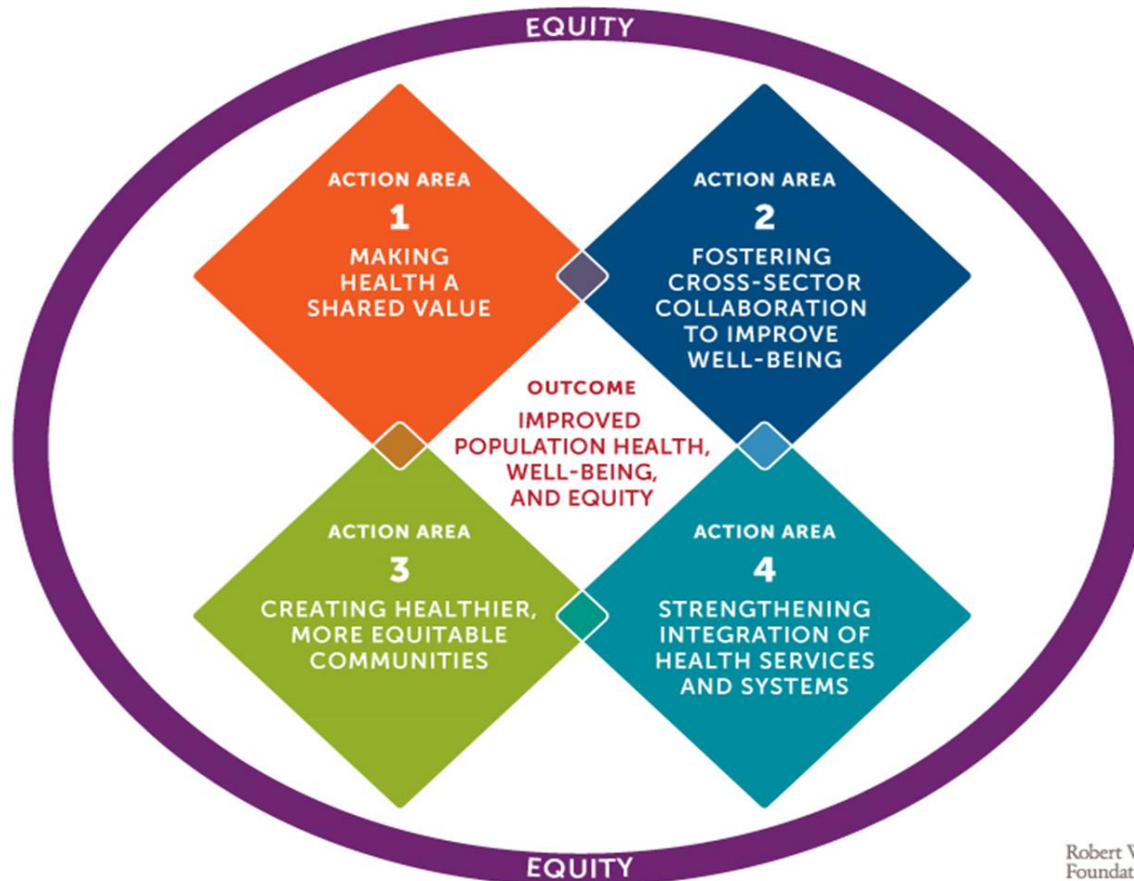 EQUITY
ACTION AREA
1
MAKING
HEALTH A
SHARED VALUE
ACTION AREA
2
FOSTERING
CROSS-SECTOR
COLLABORATION
TO IMPROVE
WELL-BEING
OUTCOME
IMPROVED
POPULATION HEALTH,
WELL-BEING,
AND EQUITY
ACTION AREA
3
CREATING HEALTHIER,
MORE EQUITABLE
COMMUNITIES
ACTION AREA
4
STRENGTHENING
INTEGRATION OF
HEALTH SERVICES
AND SYSTEMS
EQUITY
Robert